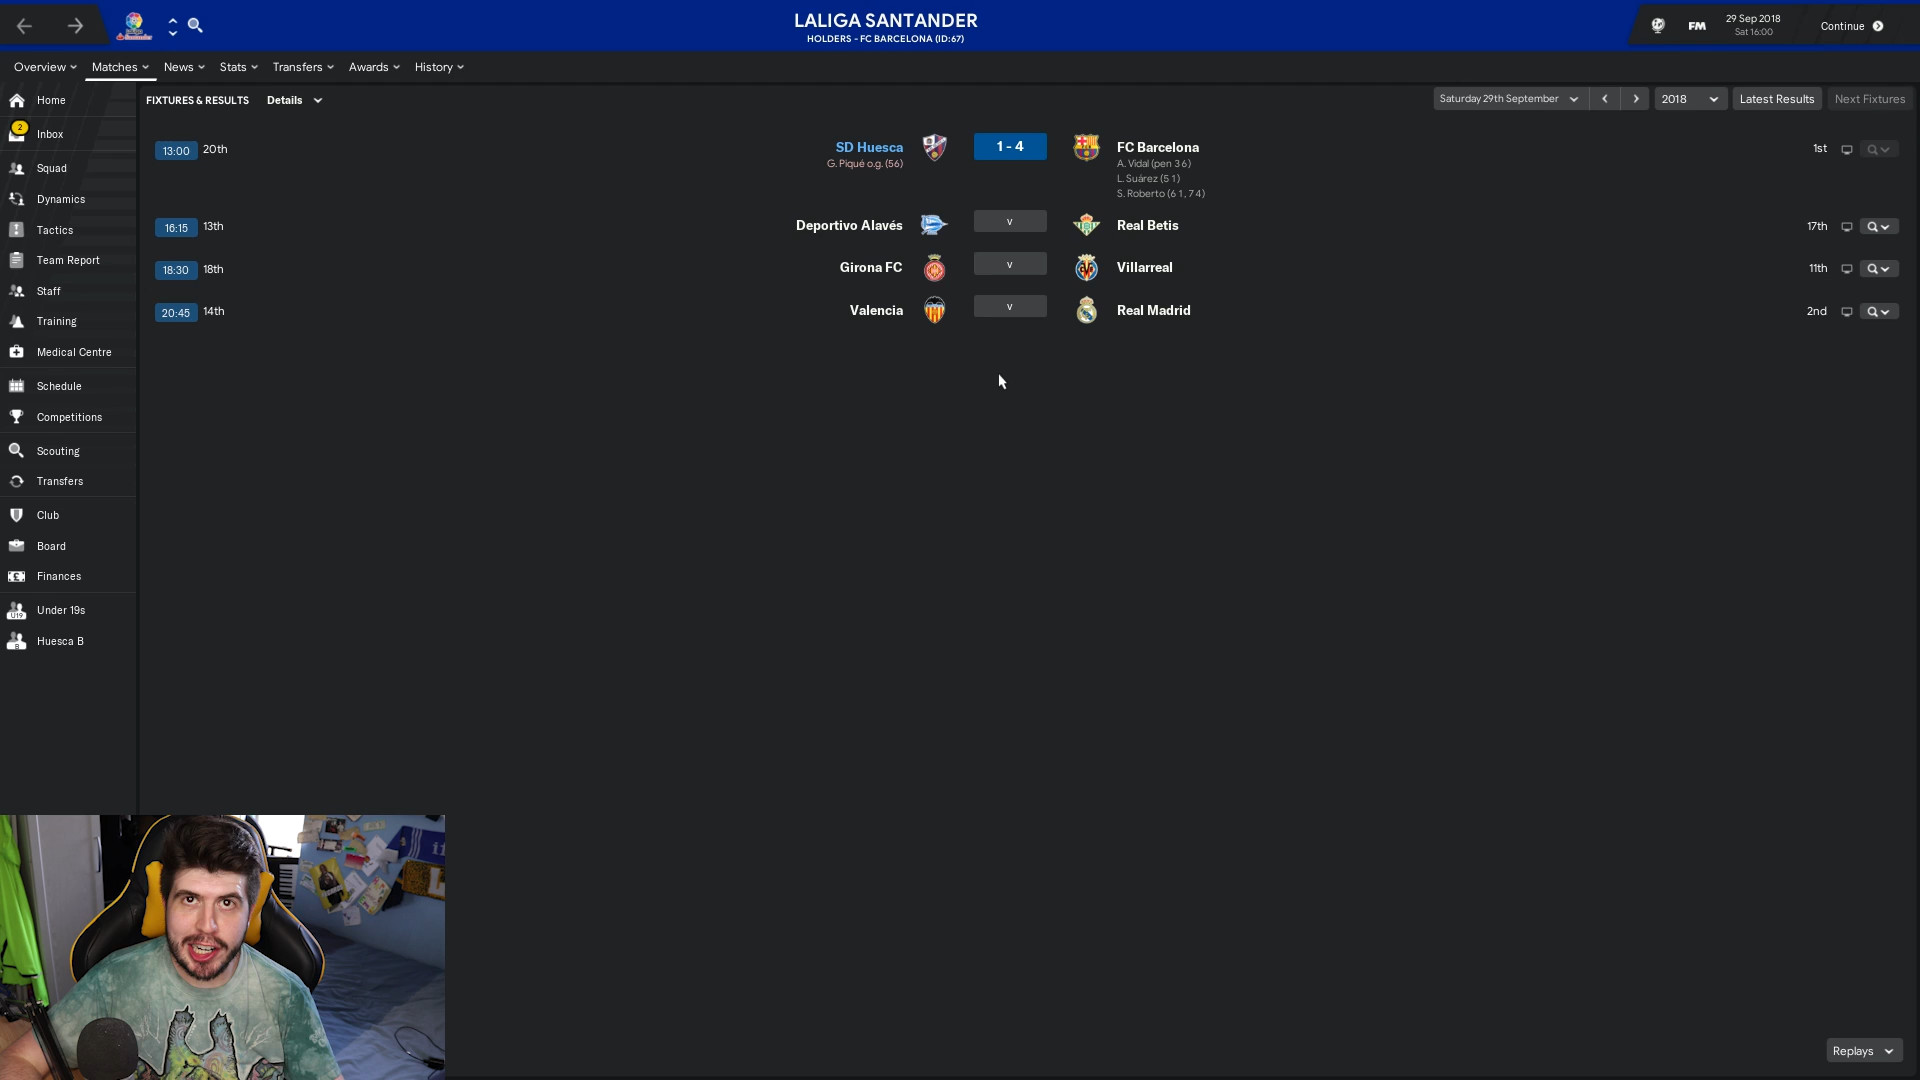 LALIGA SANTANDER
HOLDERS - FC BARCELONA (ID:67)
FM
29 Sep 2018
Sat 16:00
Continue
Overview
Matches
News
Stats
Transfers
Awards
History
Home
2
Inbox
Squad
Dynamics
Tactics
Team Report
Staff
Training
Medical Centre
Schedule
Competitions
Scouting
Transfers
Club
Board
Finances
U19
Under 19s
B
Huesca B
FIXTURES & RESULTS
Details
Saturday 29th September
2018
Latest Results
Next Fixtures
13:00 20th SD Huesca 1 - 4 FC Barcelona 1st
G. Piqué o.g. (56) A. Vidal (pen 36)
L. Suárez (51)
S. Roberto (61, 74)
16:15 13th Deportivo Alavés v Real Betis 17th
18:30 18th Girona FC v Villarreal 11th
20:45 14th Valencia v Real Madrid 2nd
Replays